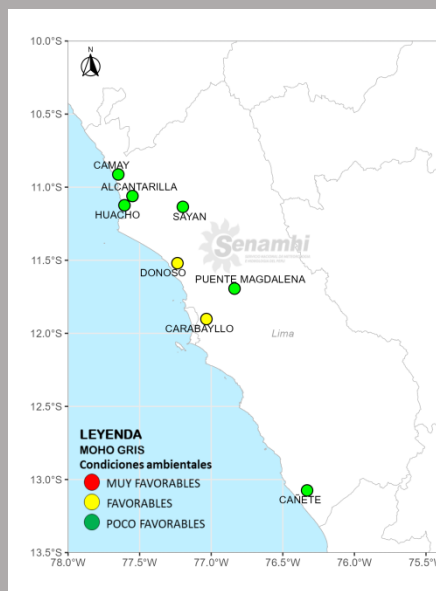 10.0°S
N
10.5°S
CAMAY
11.0°S
ALCANTARILLA
HUACHO
SAYAN
Senamhi
11.5°S
DONOSO
PUENTE MAGDALENA
12.0°S
CARABAYLLO
Lima
12.5°S
LEYENDA
MOHO GRIS
Condiciones ambientales
MUY FAVORABLES
13.0°S
FAVORABLES
CAÑETE
POCO FAVORABLES
13.5°S
78.0°W 77.5°W 77.0°W 76.5°W 76.0°W 75.5°W